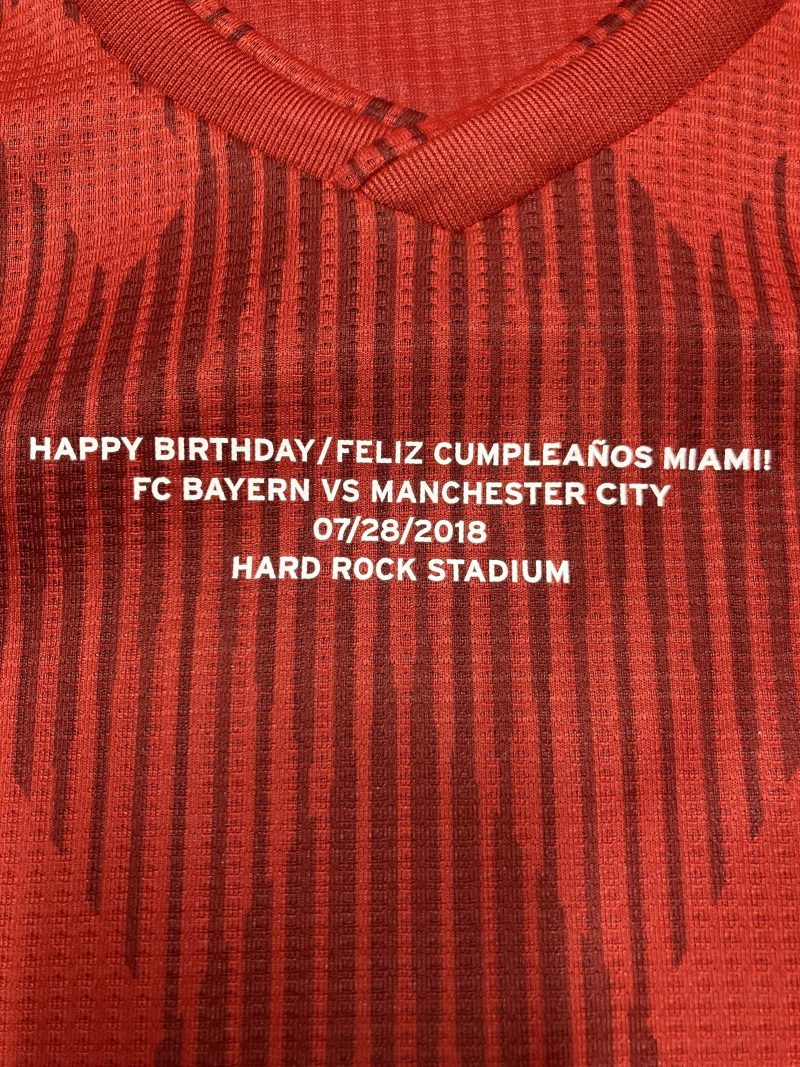 HAPPY BIRTHDAY/FELIZ CUMPLEAÑOS MIAMI!
FC BAYERN VS MANCHESTER CITY
07/28/2018
HARD ROCK STADIUM